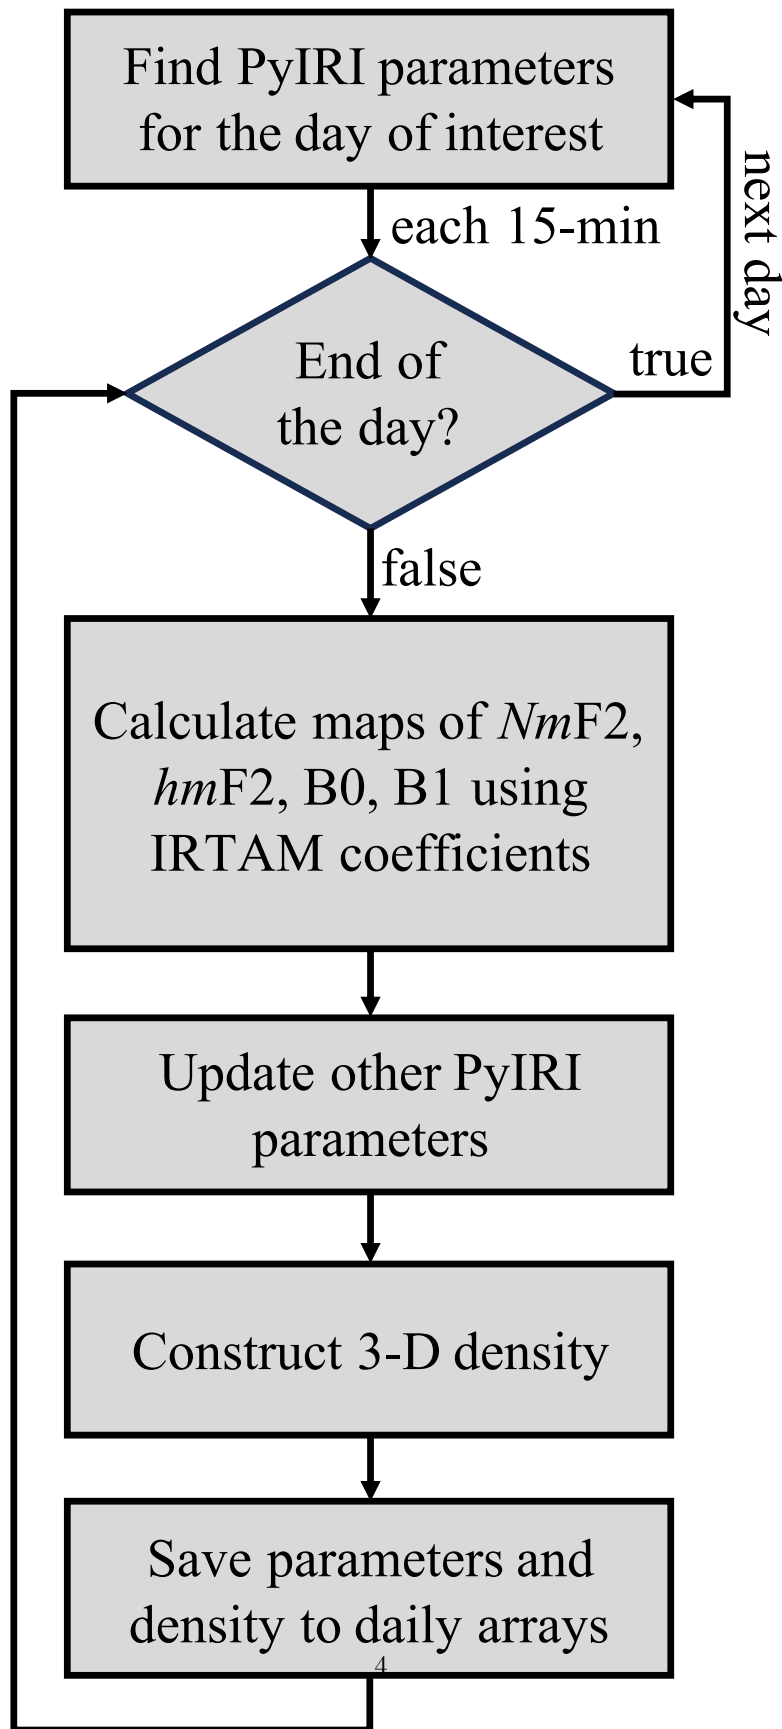 Find PyIRI parameters
for the day of interest
each 15-min
next day
End of
the day?
true
false
Calculate maps of NmF2,
hmF2, B0, B1 using
IRTAM coefficients
Update other PyIRI
parameters
Construct 3-D density
Save parameters and
density to daily arrays
4